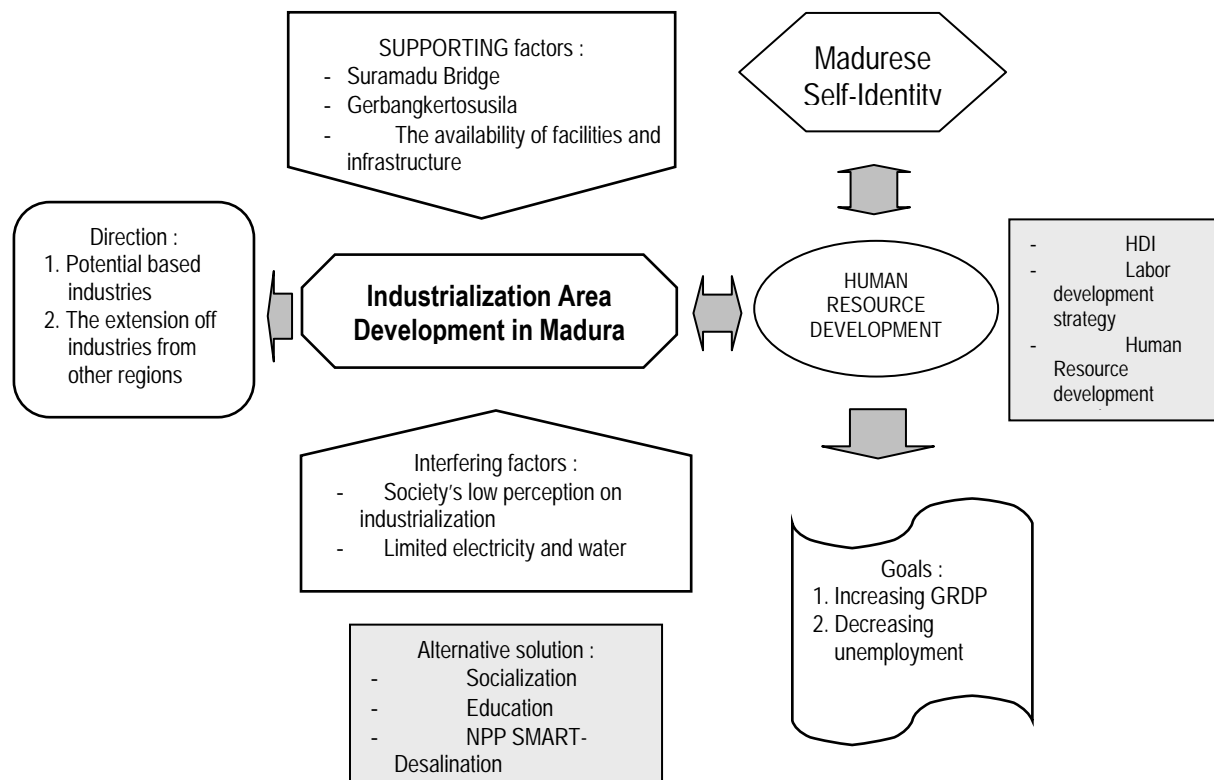 SUPPORTING factors :
- Suramadu Bridge
- Gerbangkertosusila
- The availability of facilities and
infrastructure
Madurese
Self-Identity
Direction :
1. Potential based
industries
2. The extension off
industries from
other regions
Industrialization Area
Development in Madura
HUMAN
RESOURCE
DEVELOPMENT
- HDI
- Labor
development
strategy
- Human
Resource
development
Interfering factors :
- Society's low perception on
industrialization
- Limited electricity and water
Goals :
1. Increasing GRDP
2. Decreasing
unemployment
Alternative solution :
- Socialization
- Education
- NPP SMART-
Desalination